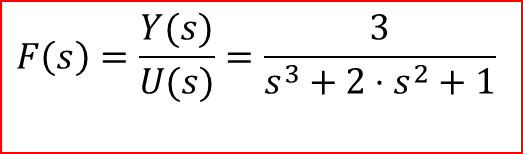 F(s) = Y(s)/U(s) = 3/(s³ + 2 · s² + 1)